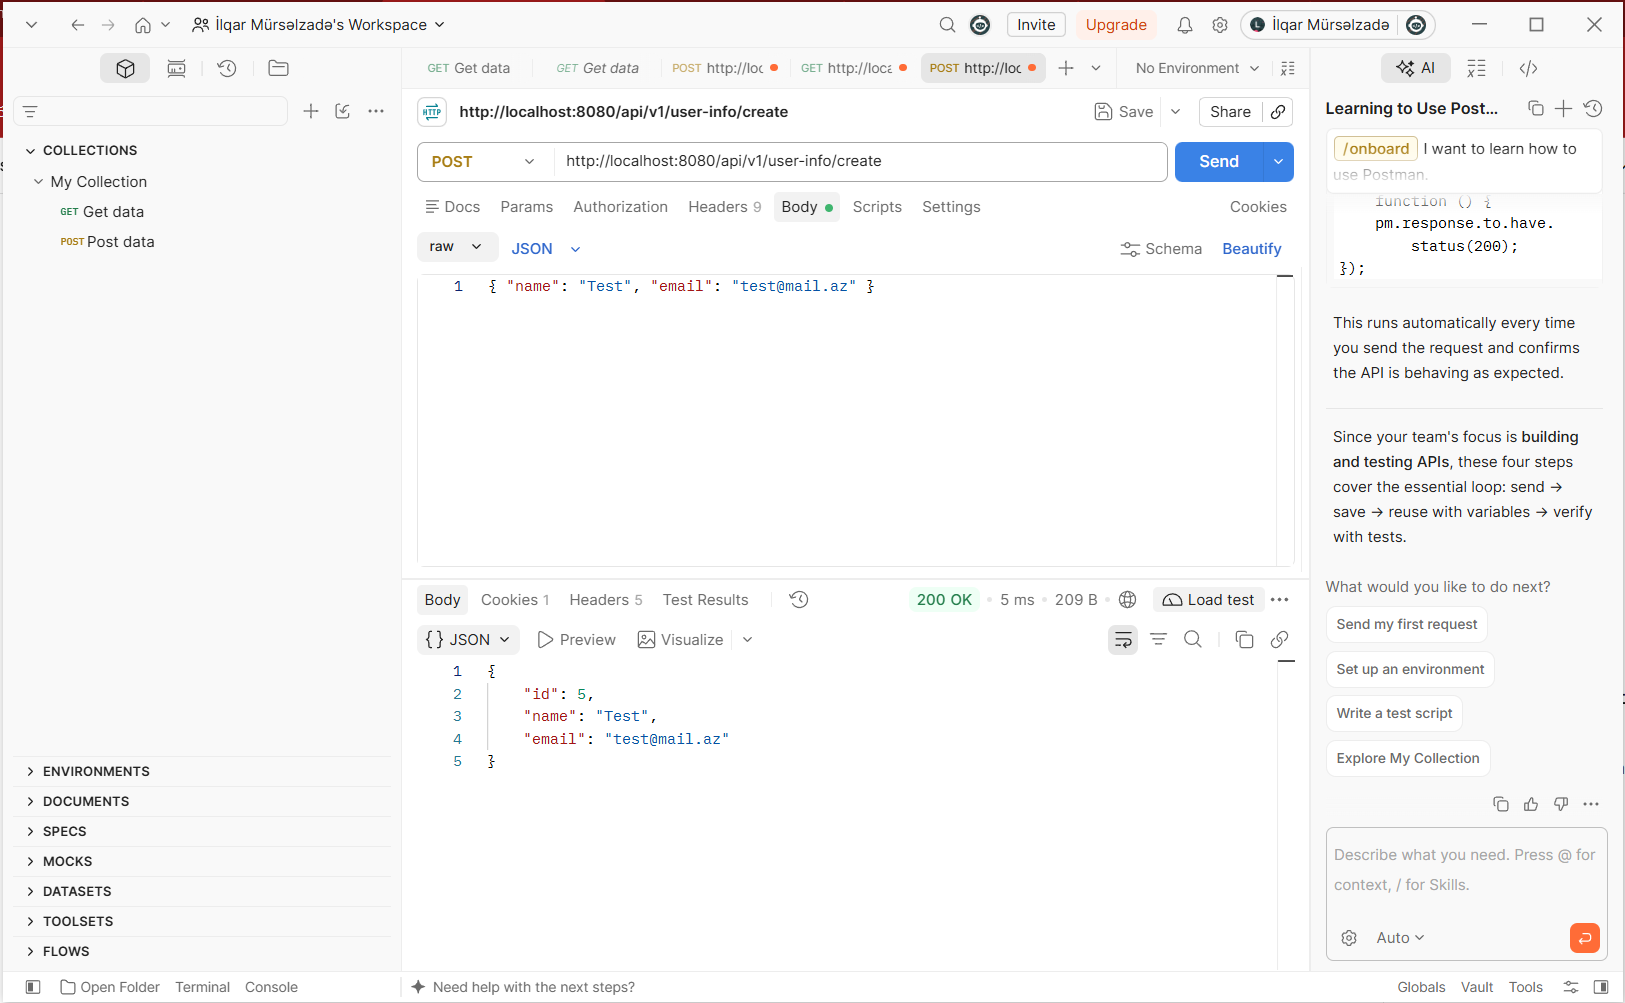 İlqar Mürsəlzadə's Workspace
Invite
Upgrade
İlqar Mürsəlzadə
GET Get data
GET Get data
POST http://loc
GET http://loca
POST http://loc
No Environment
AI
http://localhost:8080/api/v1/user-info/create
Save
Share
POST
http://localhost:8080/api/v1/user-info/create
Send
Docs
Params
Authorization
Headers 9
Body
Scripts
Settings
Cookies
raw
JSON
Schema
Beautify
1 { "name": "Test", "email": "test@mail.az" }
COLLECTIONS
My Collection
GET Get data
POST Post data
ENVIRONMENTS
DOCUMENTS
SPECS
MOCKS
DATASETS
TOOLSETS
FLOWS
Body
Cookies 1
Headers 5
Test Results
200 OK
5 ms
209 B
Load test
{} JSON
Preview
Visualize
1 {
2 "id": 5,
3 "name": "Test",
4 "email": "test@mail.az"
5 }
Learning to Use Post...
/onboard I want to learn how to
use Postman.
function () {
pm.response.to.have.
status(200);
});
This runs automatically every time
you send the request and confirms
the API is behaving as expected.
Since your team's focus is building
and testing APIs, these four steps
cover the essential loop: send →
save → reuse with variables → verify
with tests.
What would you like to do next?
Send my first request
Set up an environment
Write a test script
Explore My Collection
Describe what you need. Press @ for
context, / for Skills.
Auto
Open Folder
Terminal
Console
Need help with the next steps?
Globals
Vault
Tools